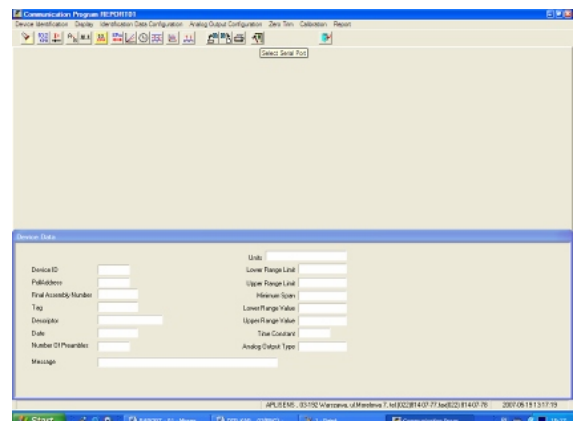 Communication Program REPORT01
Device Identification Display Identification Data Configuration Analog Output Configuration Zero Trim Calibration Report
Select Serial Port
Device Data
Units
Device ID
Lower Range Limit
PollAddress
Upper Range Limit
Final Assembly Number
Minimum Span
Tag
Lower Range Value
Descriptor
Upper Range Value
Date
Time Constant
Number Of Preambles
Analog Output Type
Message
APLISENS , 03-192 Warszawa, ul.Morelowa 7, tel.(022)814-07-77,fax(022) 814-07-78 2007-05-15 13:17:19
Start